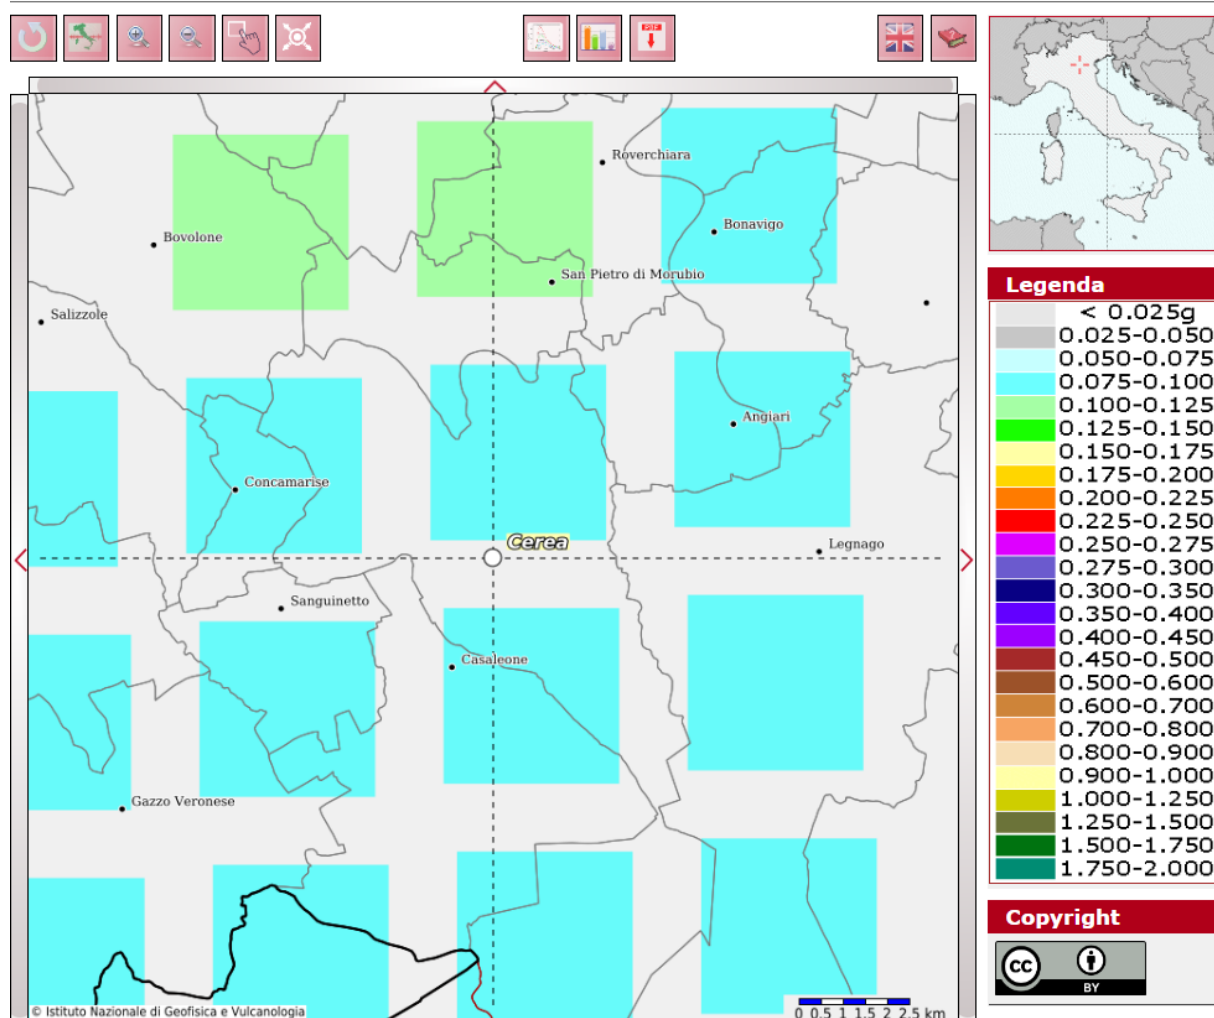 PDF
?
Roverchiara
Bonavigo
Bovolone
San Pietro di Morubio
Salizzole
Angiari
Concamarise
Cerea
Legnago
Sanguinetto
Casaleone
Gazzo Veronese
© Istituto Nazionale di Geofisica e Vulcanologia
0 0.5 1 1.5 2 2.5 km
Legenda
< 0.025g
0.025-0.050
0.050-0.075
0.075-0.100
0.100-0.125
0.125-0.150
0.150-0.175
0.175-0.200
0.200-0.225
0.225-0.250
0.250-0.275
0.275-0.300
0.300-0.350
0.350-0.400
0.400-0.450
0.450-0.500
0.500-0.600
0.600-0.700
0.700-0.800
0.800-0.900
0.900-1.000
1.000-1.250
1.250-1.500
1.500-1.750
1.750-2.000
Copyright
cc
BY